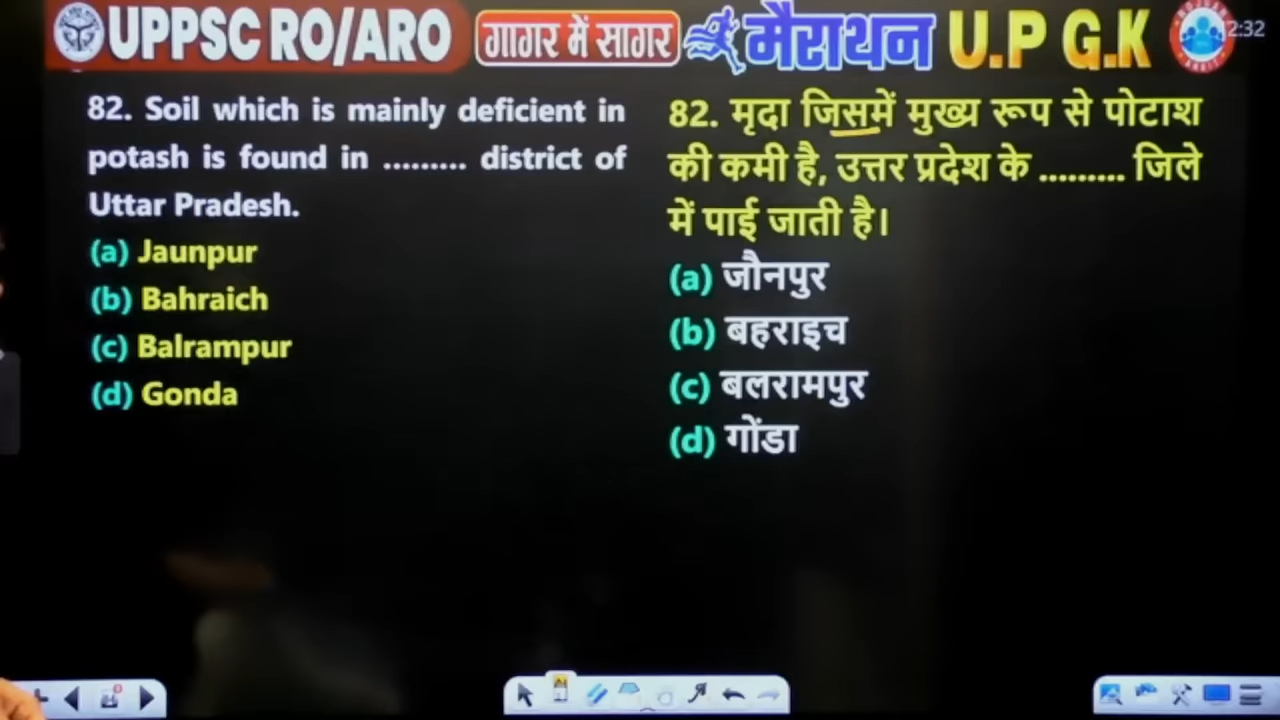 UPPSC RO/ARO गागर में सागर मैराथन U.P G.K
2:32
82. Soil which is mainly deficient in
potash is found in ......... district of
Uttar Pradesh.
(a) Jaunpur
(b) Bahraich
(c) Balrampur
(d) Gonda
82. मृदा जिसमें मुख्य रूप से पोटाश
की कमी है, उत्तर प्रदेश के ......... जिले
में पाई जाती है।
(a) जौनपुर
(b) बहराइच
(c) बलरामपुर
(d) गोंडा